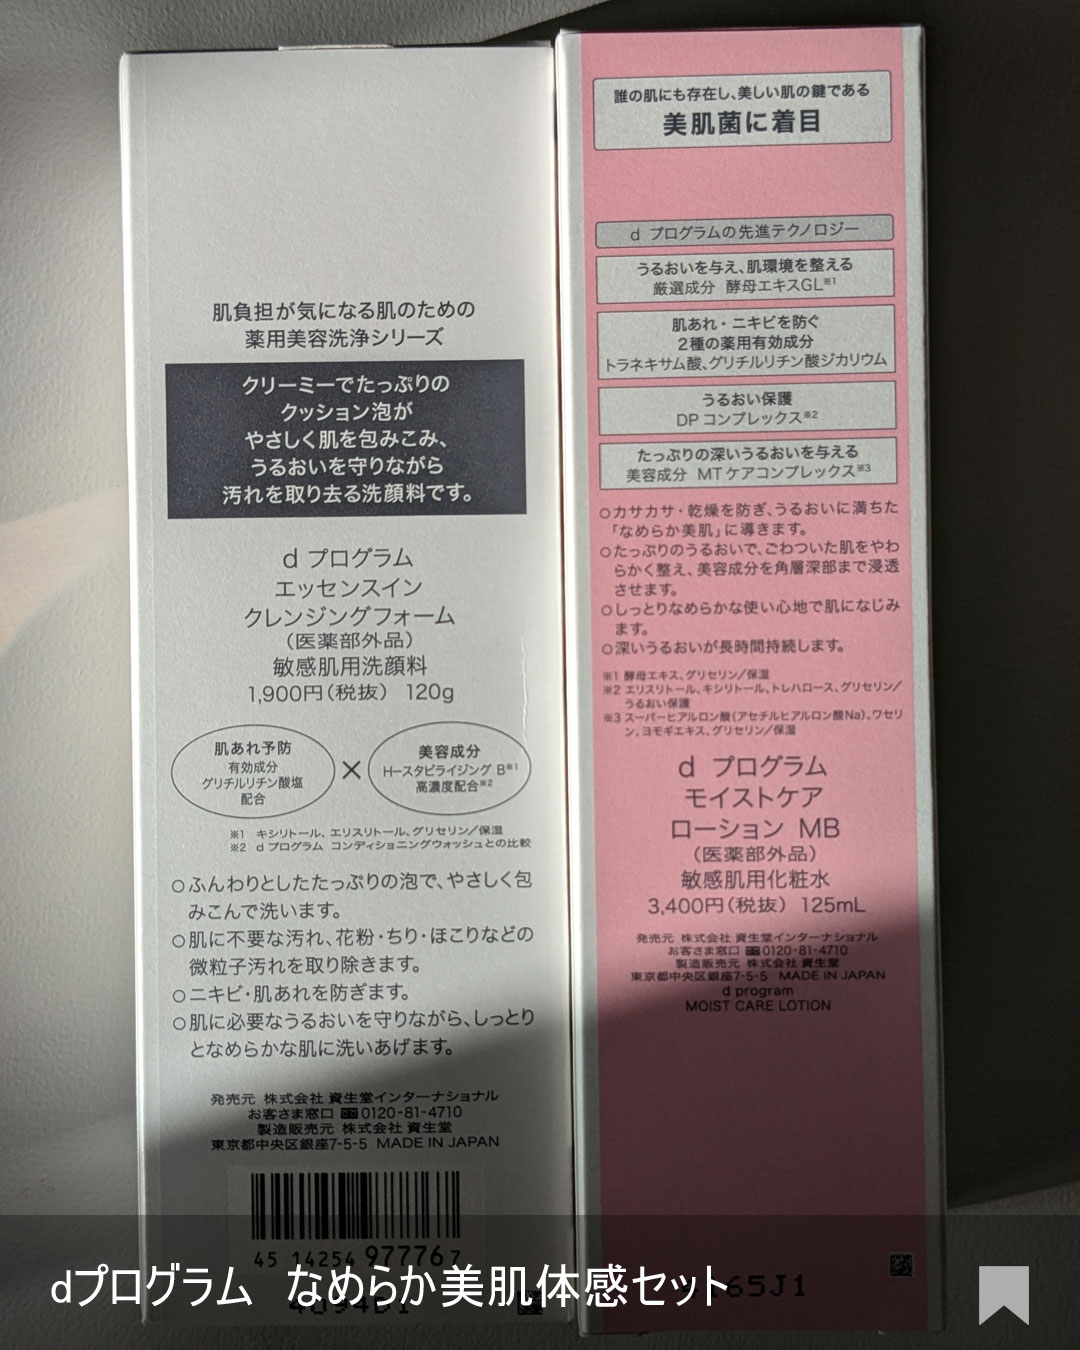 肌負担が気になる肌のための
薬用美容洗浄シリーズ
クリーミーでたっぷりの
クッション泡が
やさしく肌を包みこみ、
うるおいを守りながら
汚れを取り去る洗顔料です。
d プログラム
エッセンスイン
クレンジングフォーム
（医薬部外品）
敏感肌用洗顔料
1,900円（税抜） 120g
肌あれ予防
有効成分
グリチルリチン酸塩
配合
×
美容成分
H－スタビライジング B※1
高濃度配合※2
※1 キシリトール、エリスリトール、グリセリン／保湿
※2 d プログラム コンディショニングウォッシュとの比較
○ふんわりとしたたっぷりの泡で、やさしく包
みこんで洗います。
○肌に不要な汚れ、花粉・ちり・ほこりなどの
微粒子汚れを取り除きます。
○ニキビ・肌あれを防ぎます。
○肌に必要なうるおいを守りながら、しっとり
となめらかな肌に洗いあげます。
発売元 株式会社 資生堂インターナショナル
お客さま窓口 0120-81-4710
製造販売元 株式会社 資生堂
東京都中央区銀座7-5-5 MADE IN JAPAN
45 14254 97776 7
誰の肌にも存在し、美しい肌の鍵である
美肌菌に着目
d プログラムの先進テクノロジー
うるおいを与え、肌環境を整える
厳選成分 酵母エキスGL※1
肌あれ・ニキビを防ぐ
2種の薬用有効成分
トラネキサム酸、グリチルリチン酸ジカリウム
うるおい保護
DP コンプレックス※2
たっぷりの深いうるおいを与える
美容成分 MTケアコンプレックス※3
○カサカサ・乾燥を防ぎ、うるおいに満ちた
「なめらか美肌」に導きます。
○たっぷりのうるおいで、ごわついた肌をやわ
らかく整え、美容成分を角層深部まで浸透
させます。
○しっとりなめらかな使い心地で肌になじみ
ます。
○深いうるおいが長時間持続します。
※1 酵母エキス、グリセリン／保湿
※2 エリスリトール、キシリトール、トレハロース、グリセリン／
うるおい保護
※3 スーパーヒアルロン酸（アセチルヒアルロン酸Na）、ワセリ
ン、ヨモギエキス、グリセリン／保湿
d プログラム
モイストケア
ローション MB
（医薬部外品）
敏感肌用化粧水
3,400円（税抜） 125mL
発売元 株式会社 資生堂インターナショナル
お客さま窓口 0120-81-4710
製造販売元 株式会社 資生堂
東京都中央区銀座7-5-5 MADE IN JAPAN
d program
MOIST CARE LOTION
dプログラム なめらか美肌体感セット